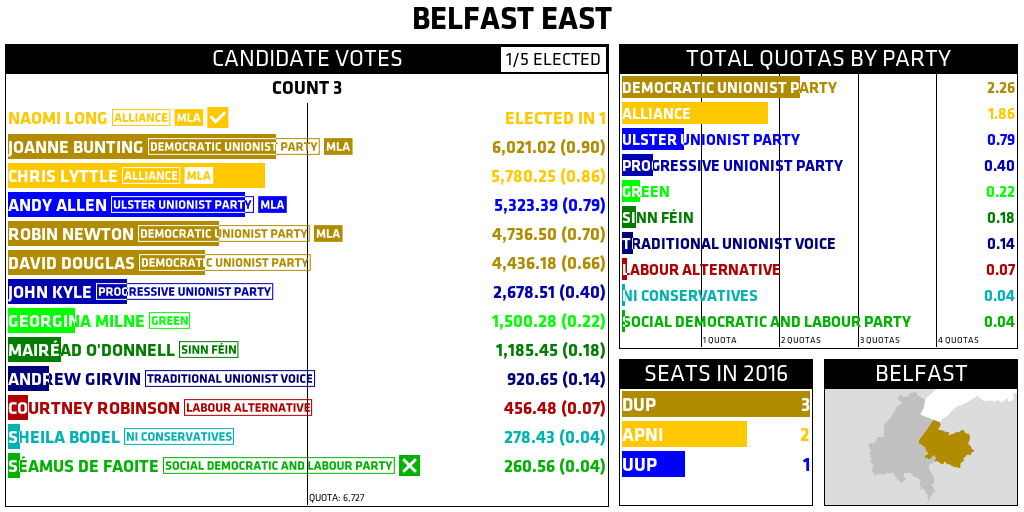 BELFAST EAST
CANDIDATE VOTES
1/5 ELECTED
COUNT 3
NAOMI LONG ALLIANCE MLA ELECTED IN 1
JOANNE BUNTING DEMOCRATIC UNIONIST PARTY MLA 6,021.02 (0.90)
CHRIS LYTTLE ALLIANCE MLA 5,780.25 (0.86)
ANDY ALLEN ULSTER UNIONIST PARTY MLA 5,323.39 (0.79)
ROBIN NEWTON DEMOCRATIC UNIONIST PARTY MLA 4,736.50 (0.70)
DAVID DOUGLAS DEMOCRATIC UNIONIST PARTY 4,436.18 (0.66)
JOHN KYLE PROGRESSIVE UNIONIST PARTY 2,678.51 (0.40)
GEORGINA MILNE GREEN 1,500.28 (0.22)
MAIRÉAD O'DONNELL SINN FÉIN 1,185.45 (0.18)
ANDREW GIRVIN TRADITIONAL UNIONIST VOICE 920.65 (0.14)
COURTNEY ROBINSON LABOUR ALTERNATIVE 456.48 (0.07)
SHEILA BODEL NI CONSERVATIVES 278.43 (0.04)
SÉAMUS DE FAOITE SOCIAL DEMOCRATIC AND LABOUR PARTY 260.56 (0.04)
QUOTA: 6,727
TOTAL QUOTAS BY PARTY
DEMOCRATIC UNIONIST PARTY 2.26
ALLIANCE 1.86
ULSTER UNIONIST PARTY 0.79
PROGRESSIVE UNIONIST PARTY 0.40
GREEN 0.22
SINN FÉIN 0.18
TRADITIONAL UNIONIST VOICE 0.14
LABOUR ALTERNATIVE 0.07
NI CONSERVATIVES 0.04
SOCIAL DEMOCRATIC AND LABOUR PARTY 0.04
1 QUOTA 2 QUOTAS 3 QUOTAS 4 QUOTAS
SEATS IN 2016
DUP 3
APNI 2
UUP 1
BELFAST